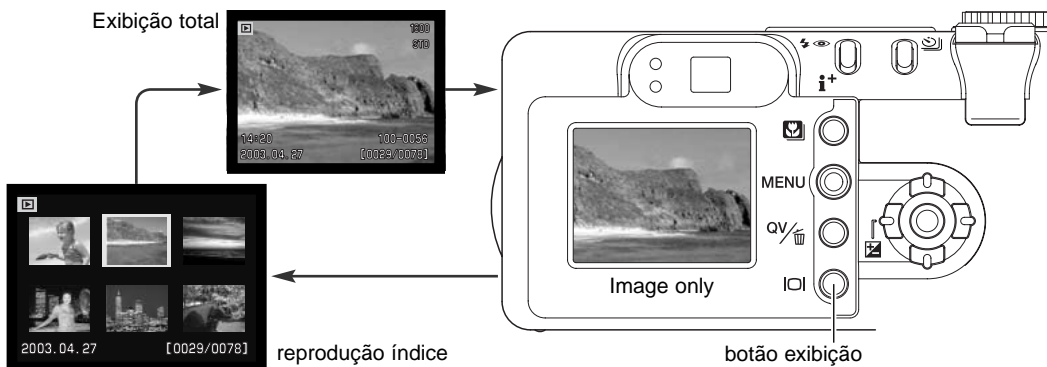 Exibição total
1600
STD
14:20
100-0056
2003.04.27
[0029/0078]
i+
MENU
QV/
Image only
2003.04.27
[0029/0078]
reprodução índice
botão exibição